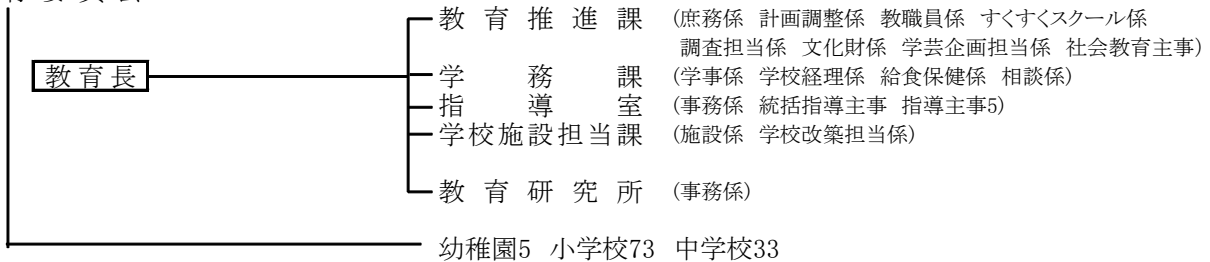 教育推進課 (庶務係 計画調整係 教職員係 すくすくスクール係
調査担当係 文化財係 学芸企画担当係 社会教育主事)
教育長
学務課 (学事係 学校経理係 給食保健係 相談係)
指導室 (事務係 統括指導主事 指導主事5)
学校施設担当課 (施設係 学校改築担当係)
教育研究所 (事務係)
幼稚園5 小学校73 中学校33